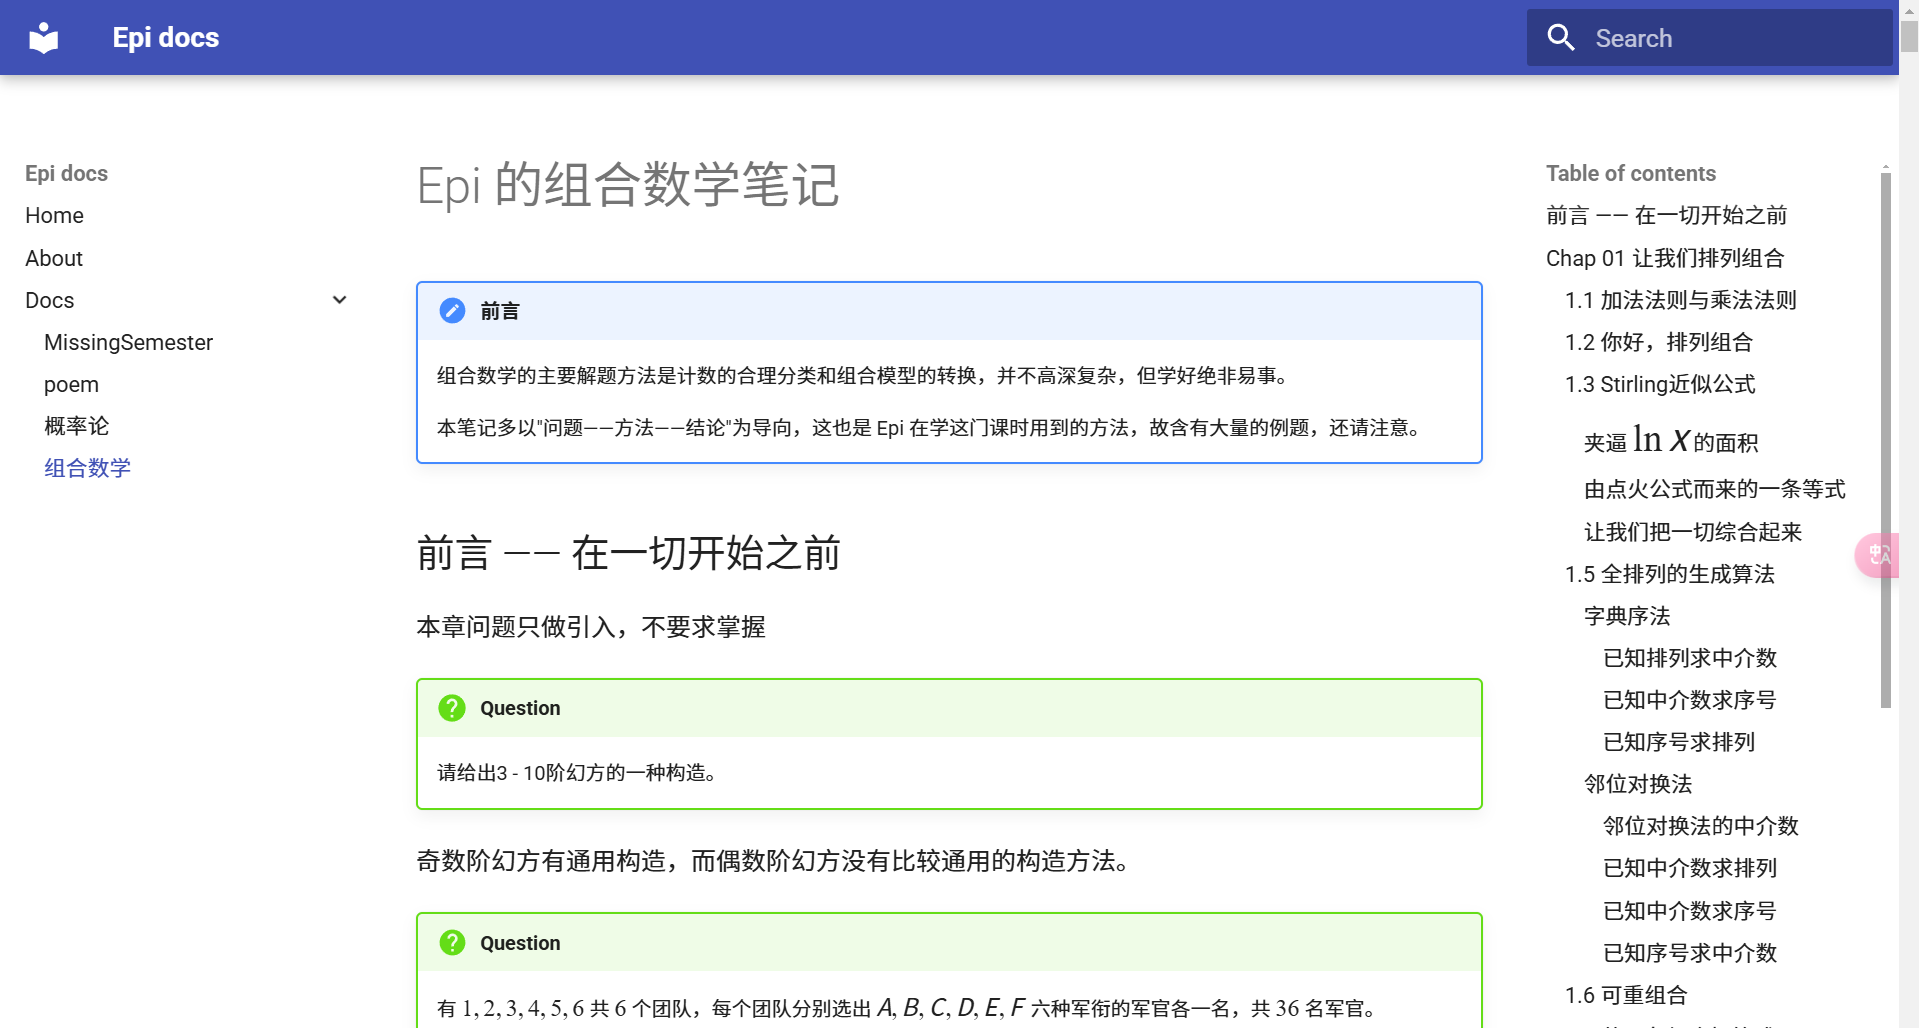 Epi docs
Search
Epi docs
Home
About
Docs
MissingSemester
poem
概率论
组合数学
Epi 的组合数学笔记
前言
组合数学的主要解题方法是计数的合理分类和组合模型的转换，并不高深复杂，但学好绝非易事。
本笔记多以"问题——方法——结论"为导向，这也是 Epi 在学这门课时用到的方法，故含有大量的例题，还请注意。
前言 —— 在一切开始之前
本章问题只做引入，不要求掌握
Question
请给出3 - 10阶幻方的一种构造。
奇数阶幻方有通用构造，而偶数阶幻方没有比较通用的构造方法。
Question
有 1, 2, 3, 4, 5, 6 共 6 个团队，每个团队分别选出 A, B, C, D, E, F 六种军衔的军官各一名，共 36 名军官。
Table of contents
前言 —— 在一切开始之前
Chap 01 让我们排列组合
1.1 加法法则与乘法法则
1.2 你好，排列组合
1.3 Stirling近似公式
夹逼 ln x 的面积
由点火公式而来的一条等式
让我们把一切综合起来
1.5 全排列的生成算法
字典序法
已知排列求中介数
已知中介数求序号
已知序号求排列
邻位对换法
邻位对换法的中介数
已知中介数求排列
已知中介数求序号
已知序号求中介数
1.6 可重组合